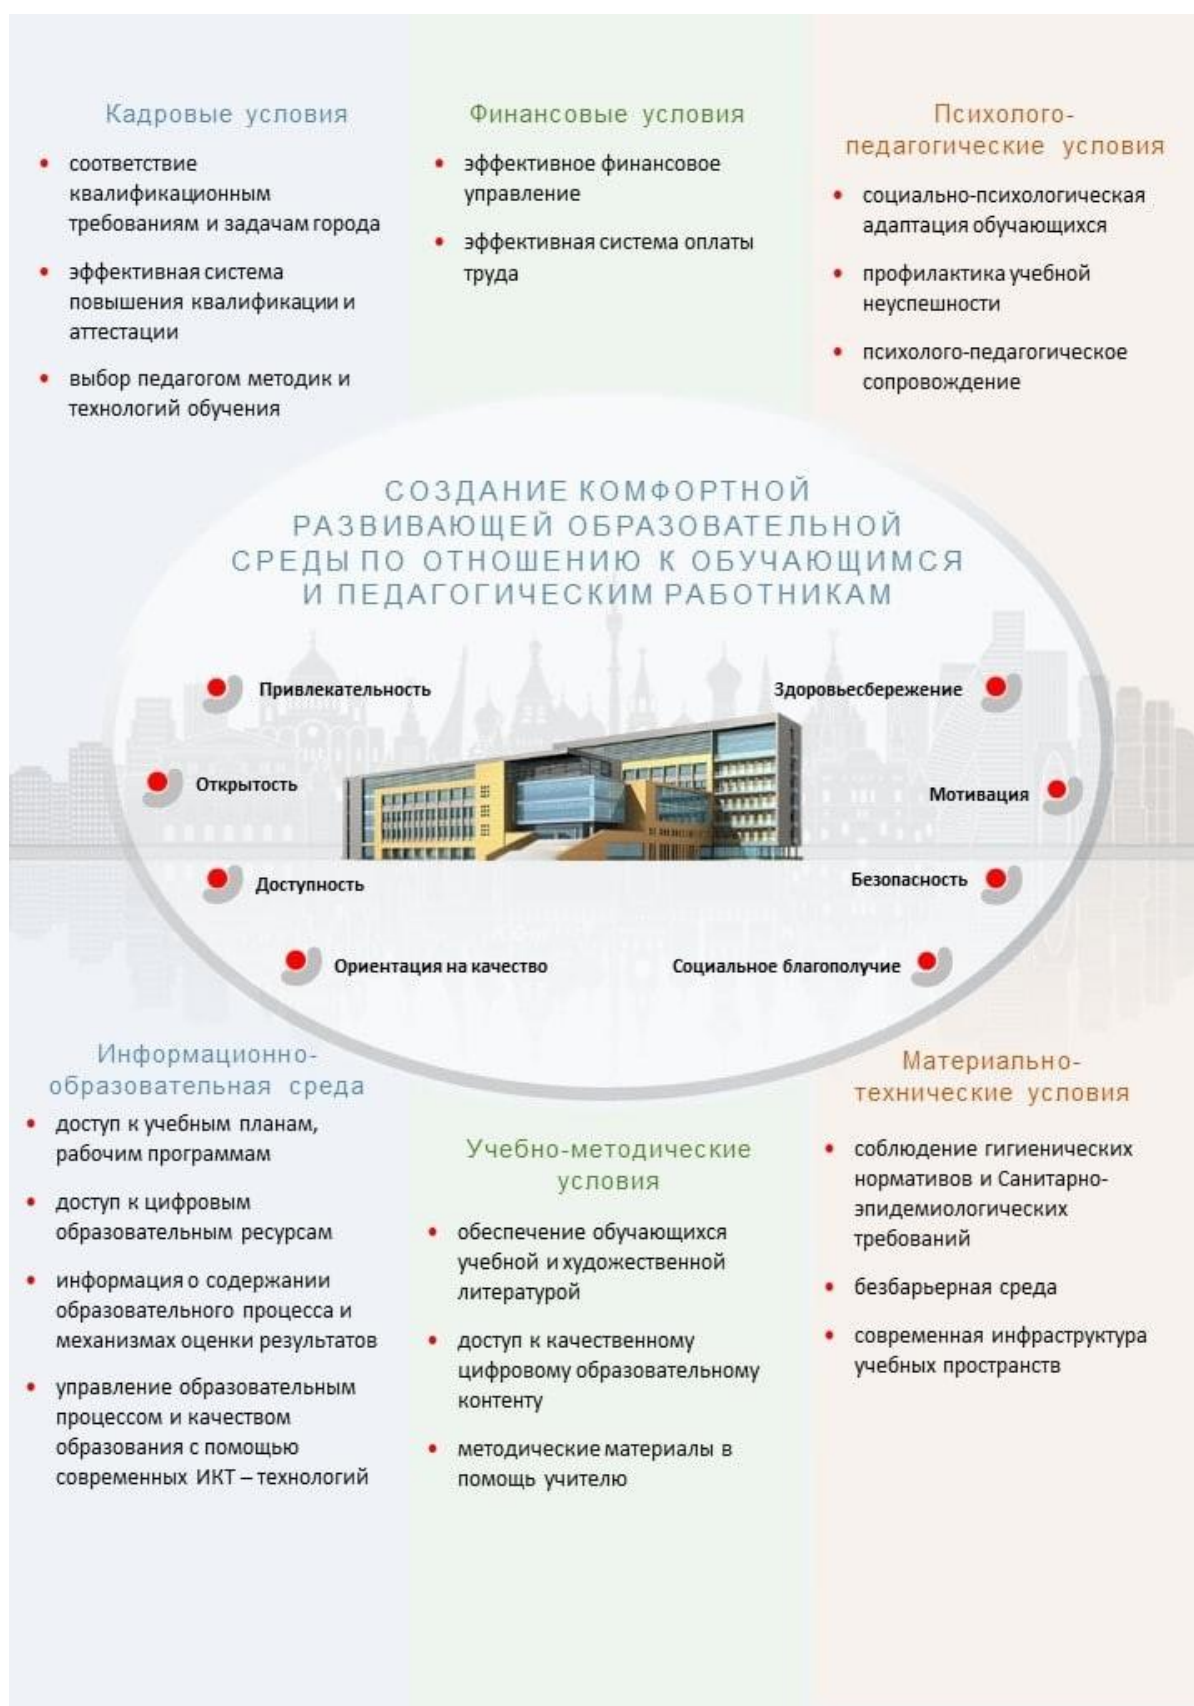 Кадровые условия
соответствие
квалификационным
требованиям и задачам города
эффективная система
повышения квалификации и
аттестации
выбор педагогом методик и
технологий обучения
Финансовые условия
эффективное финансовое
управление
эффективная система оплаты
труда
Психолого-
педагогические условия
социально-психологическая
адаптация обучающихся
профилактика учебной
неуспешности
психолого-педагогическое
сопровождение
СОЗДАНИЕ КОМФОРТНОЙ
РАЗВИВАЮЩЕЙ ОБРАЗОВАТЕЛЬНОЙ
СРЕДЫ ПО ОТНОШЕНИЮ К ОБУЧАЮЩИМСЯ
И ПЕДАГОГИЧЕСКИМ РАБОТНИКАМ
Привлекательность
Открытость
Доступность
Ориентация на качество
Здоровьесбережение
Мотивация
Безопасность
Социальное благополучие
Информационно-
образовательная среда
доступ к учебным планам,
рабочим программам
доступ к цифровым
образовательным ресурсам
информация о содержании
образовательного процесса и
механизмах оценки результатов
управление образовательным
процессом и качеством
образования с помощью
современных ИКТ – технологий
Учебно-методические
условия
обеспечение обучающихся
учебной и художественной
литературой
доступ к качественному
цифровому образовательному
контенту
методические материалы в
помощь учителю
Материально-
технические условия
соблюдение гигиенических
нормативов и Санитарно-
эпидемиологических
требований
безбарьерная среда
современная инфраструктура
учебных пространств